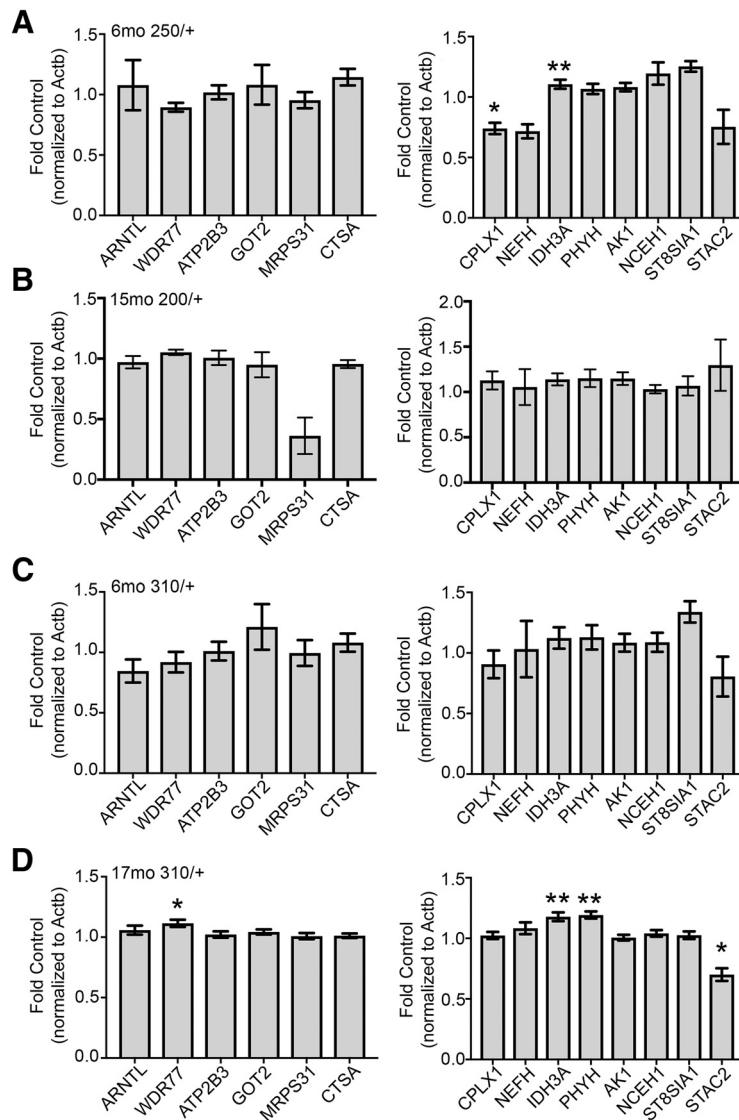 A
6mo 250/+
Fold Control
(normalized to Actb)
1.5
1.0
0.5
0.0
ARNTL
WDR77
ATP2B3
GOT2
MRPS31
CTSA
Fold Control
(normalized to Actb)
1.5
1.0
0.5
0.0
*
**
CPLX1
NEFH
IDH3A
PHYH
AK1
NCEH1
ST8SIA1
STAC2
B
15mo 200/+
Fold Control
(normalized to Actb)
1.5
1.0
0.5
0.0
ARNTL
WDR77
ATP2B3
GOT2
MRPS31
CTSA
Fold Control
(normalized to Actb)
2.0
1.5
1.0
0.5
0.0
CPLX1
NEFH
IDH3A
PHYH
AK1
NCEH1
ST8SIA1
STAC2
C
6mo 310/+
Fold Control
(normalized to Actb)
1.5
1.0
0.5
0.0
ARNTL
WDR77
ATP2B3
GOT2
MRPS31
CTSA
Fold Control
(normalized to Actb)
1.5
1.0
0.5
0.0
CPLX1
NEFH
IDH3A
PHYH
AK1
NCEH1
ST8SIA1
STAC2
D
17mo 310/+
Fold Control
(normalized to Actb)
1.5
1.0
0.5
0.0
*
ARNTL
WDR77
ATP2B3
GOT2
MRPS31
CTSA
Fold Control
(normalized to Actb)
1.5
1.0
0.5
0.0
**
**
*
CPLX1
NEFH
IDH3A
PHYH
AK1
NCEH1
ST8SIA1
STAC2